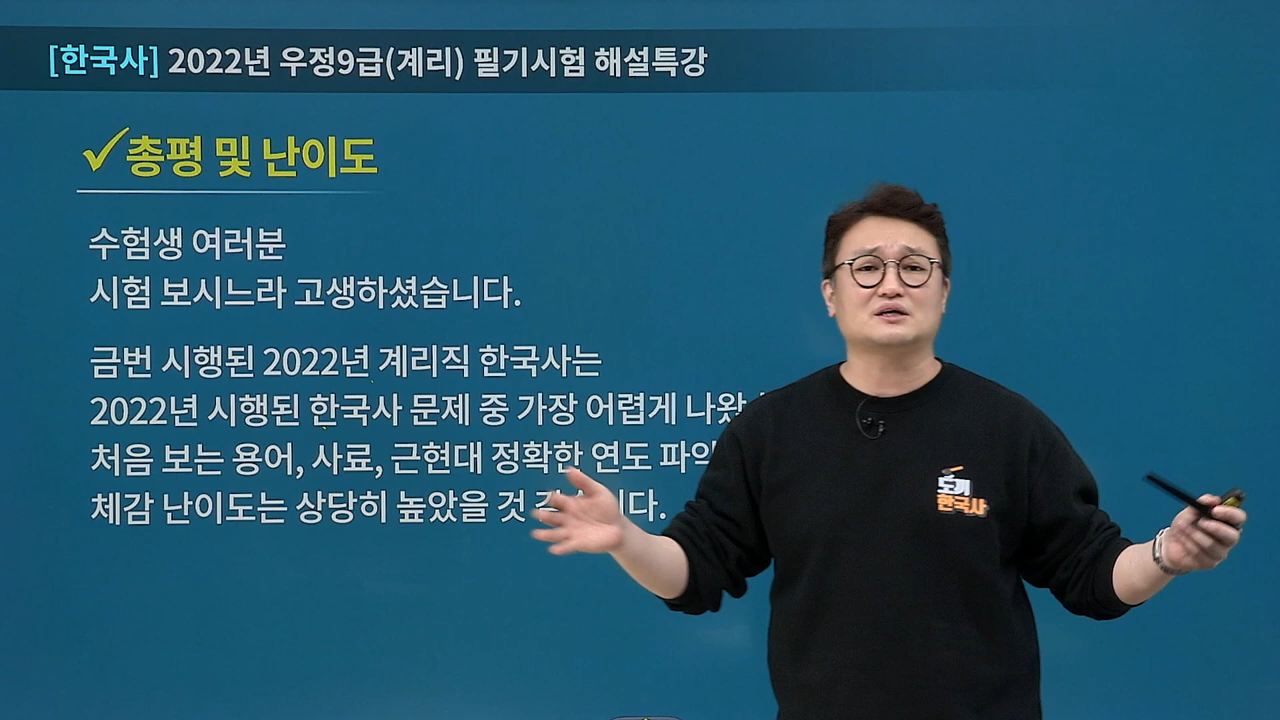 [한국사] 2022년 우정9급(계리) 필기시험 해설특강
총평 및 난이도
수험생 여러분
시험 보시느라 고생하셨습니다.
금번 시행된 2022년 계리직 한국사는
2022년 시행된 한국사 문제 중 가장 어렵게
처음 보는 용어, 사료, 근현대 정확한 연도
체감 난이도는 상당히 높았을 것
도끼
한국사